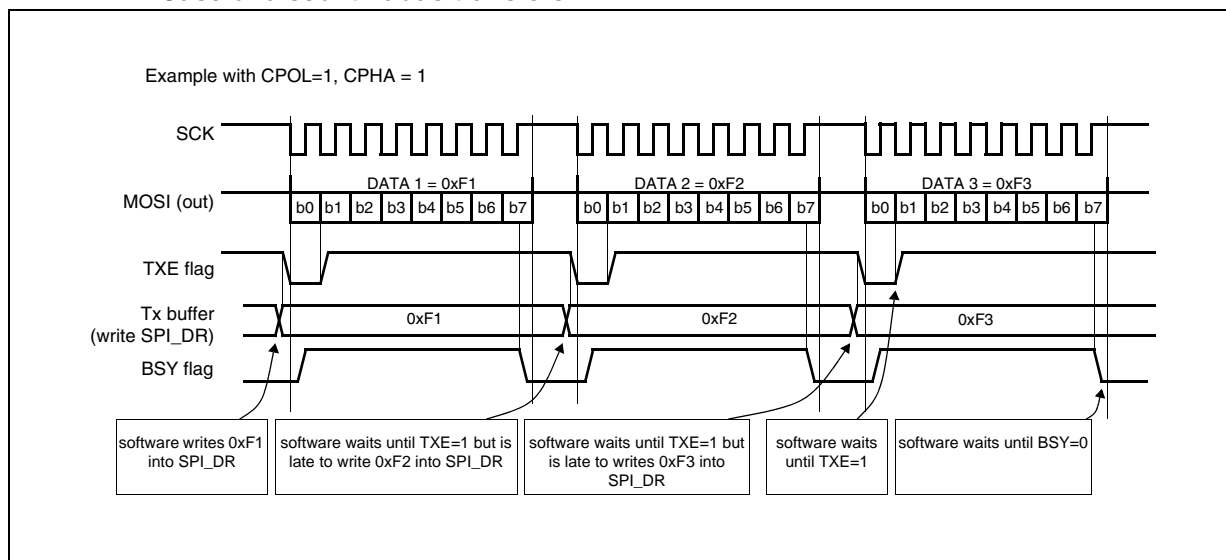 Example with CPOL=1, CPHA = 1
SCK
DATA 1 = 0xF1
DATA 2 = 0xF2
DATA 3 = 0xF3
MOSI (out)
b0 b1 b2 b3 b4 b5 b6 b7
b0 b1 b2 b3 b4 b5 b6 b7
b0 b1 b2 b3 b4 b5 b6 b7
TXE flag
Tx buffer
(write SPI_DR)
0xF1
0xF2
0xF3
BSY flag
software writes 0xF1
into SPI_DR
software waits until TXE=1 but is
late to write 0xF2 into SPI_DR
software waits until TXE=1 but
is late to writes 0xF3 into
SPI_DR
software waits
until TXE=1
software waits until BSY=0